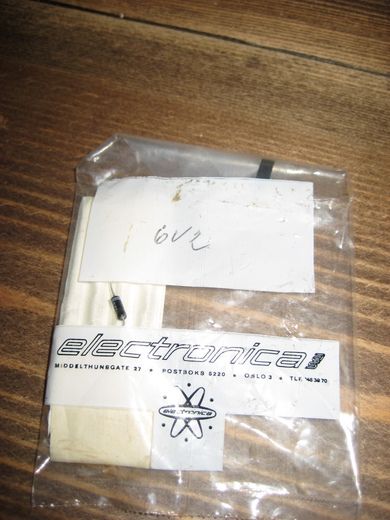 6V2
electronica
MIDDELTHUNSGATE 27 • POSTBOKS 5220 • OSLO 3 • TLF.
electronica